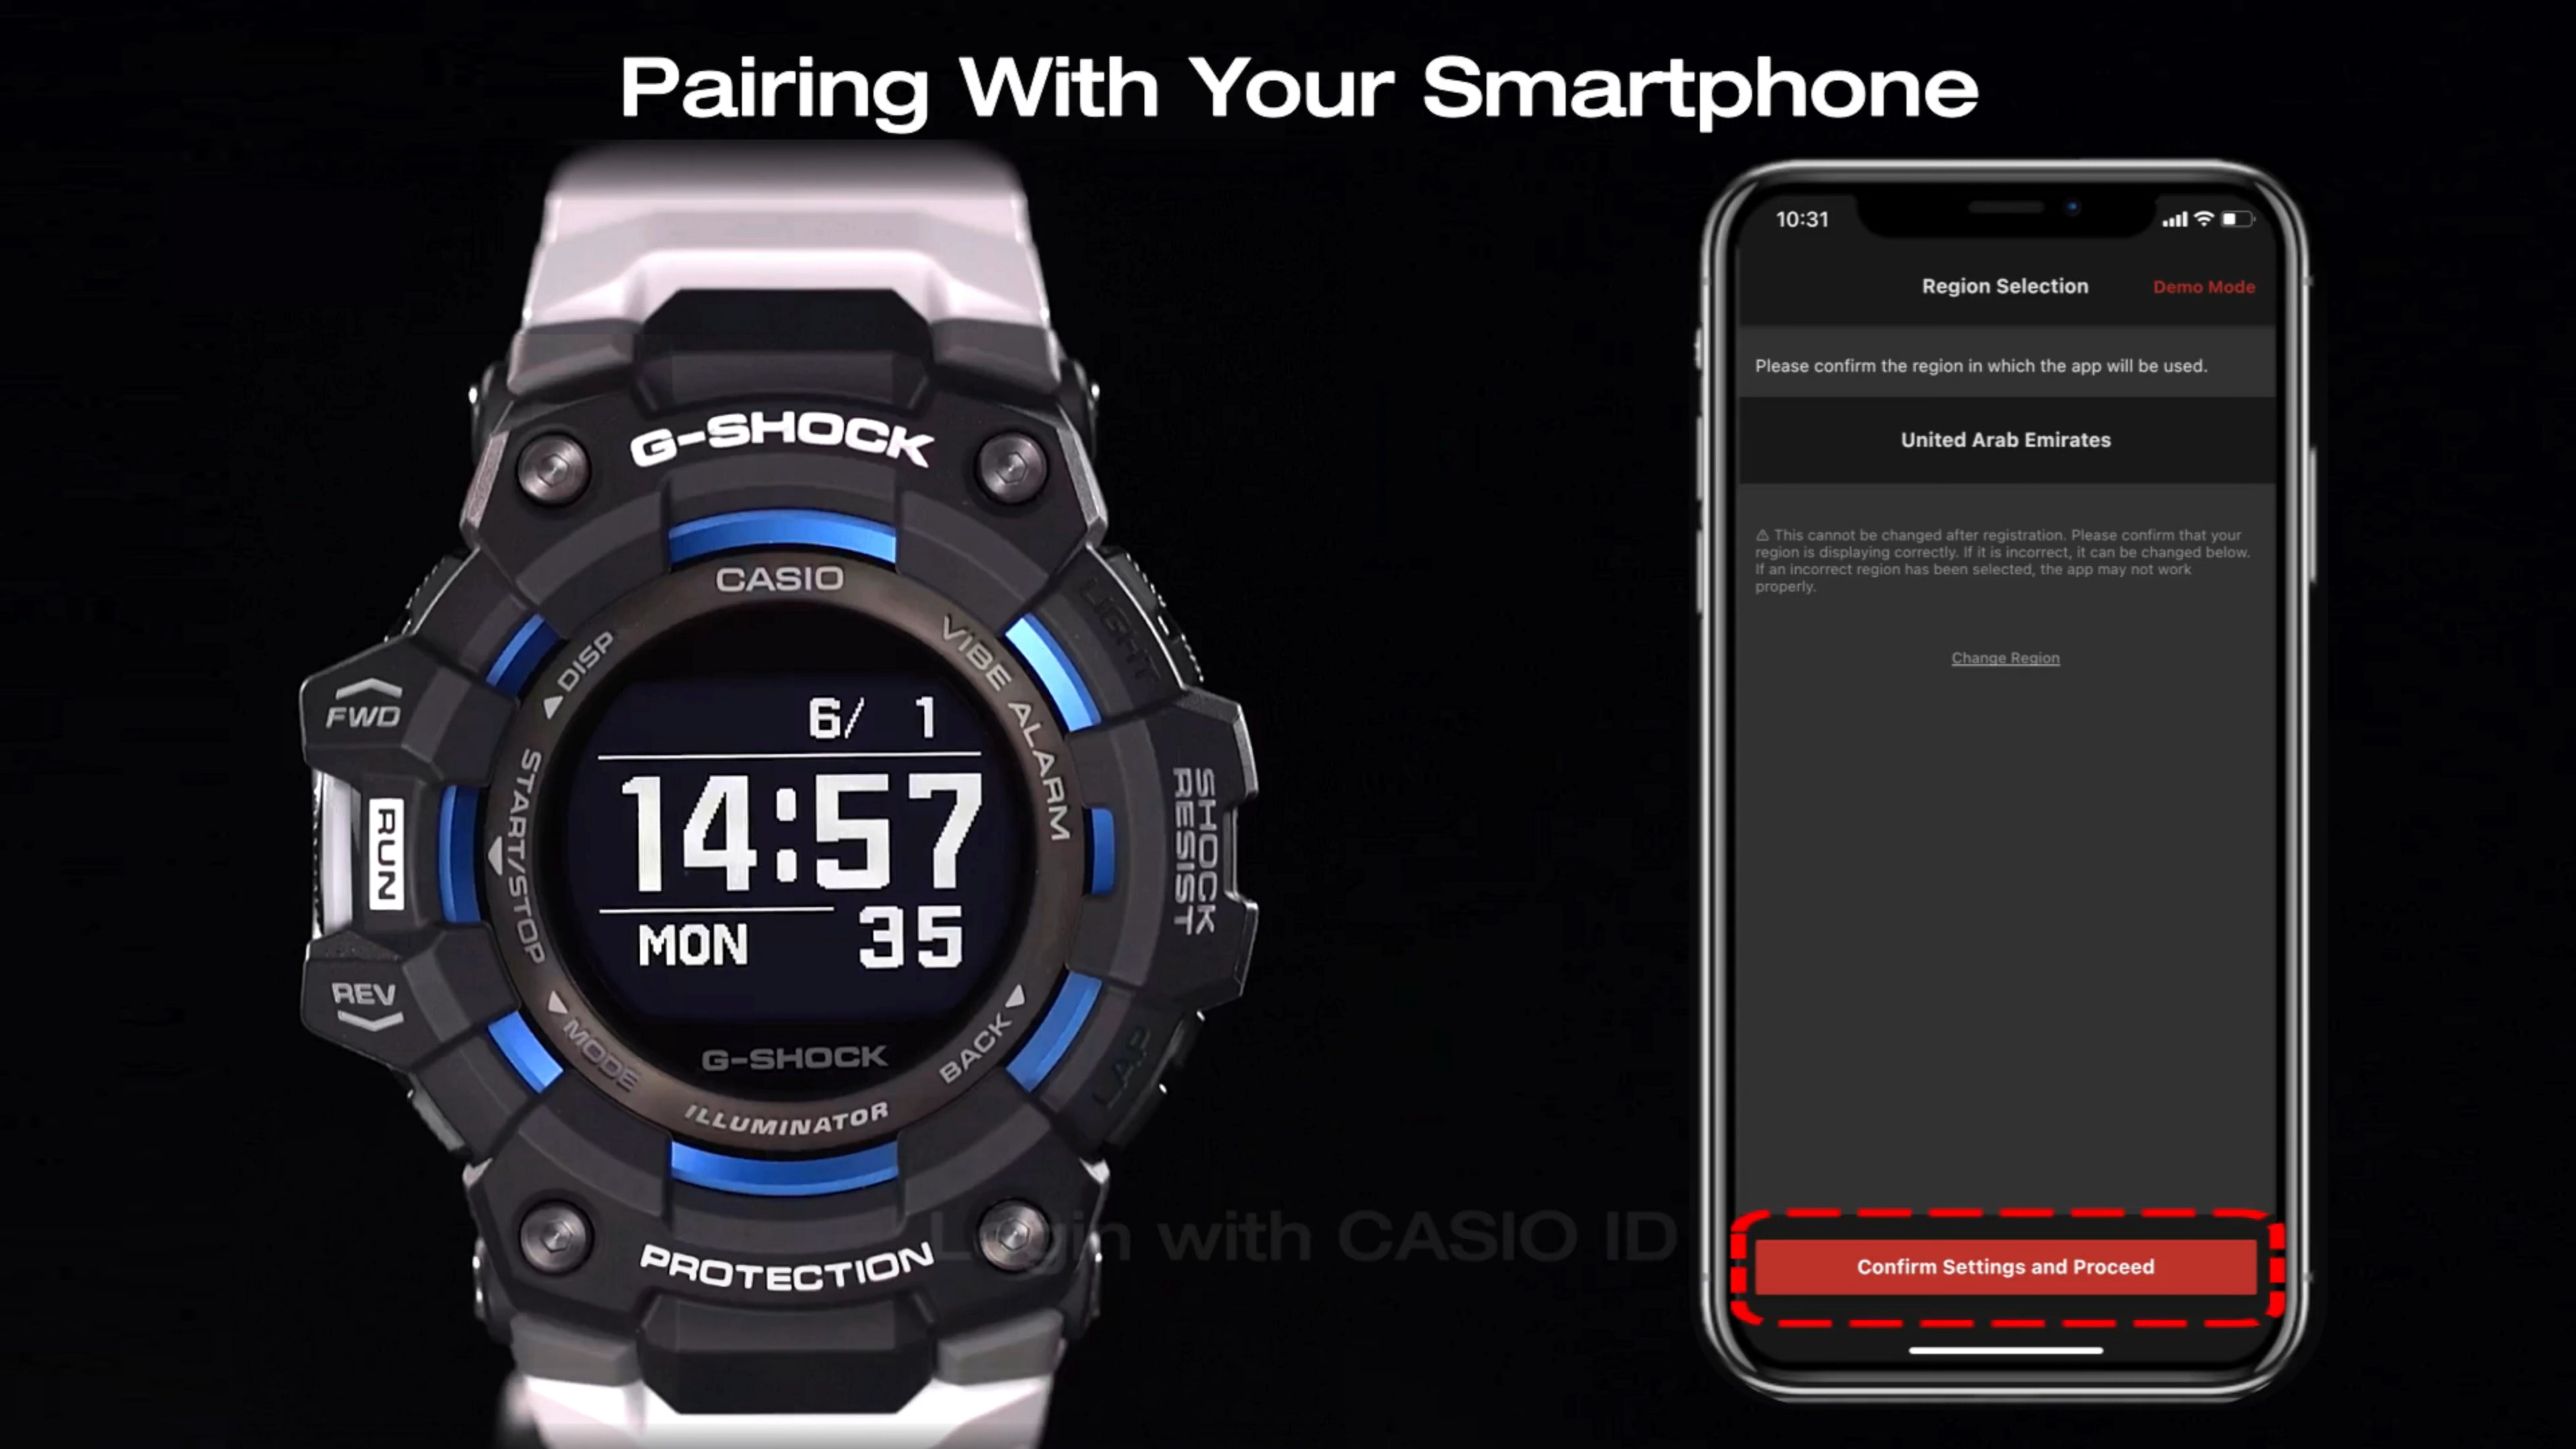 Pairing With Your Smartphone
G-SHOCK
CASIO
DISP
VIBE ALARM
LIGHT
FWD
START/STOP
RUN
SHOCK
RESIST
6/ 1
14:57
MON 35
REV
MODE
BACK
LAP
G-SHOCK
ILLUMINATOR
PROTECTION
Login with CASIO ID
10:31
Region Selection
Demo Mode
Please confirm the region in which the app will be used.
United Arab Emirates
⚠ This cannot be changed after registration. Please confirm that your
region is displaying correctly. If it is incorrect, it can be changed below.
If an incorrect region has been selected, the app may not work
properly.
Change Region
Confirm Settings and Proceed